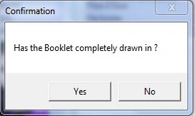 Confirmation
Has the Booklet completely drawn in ?
Yes
No